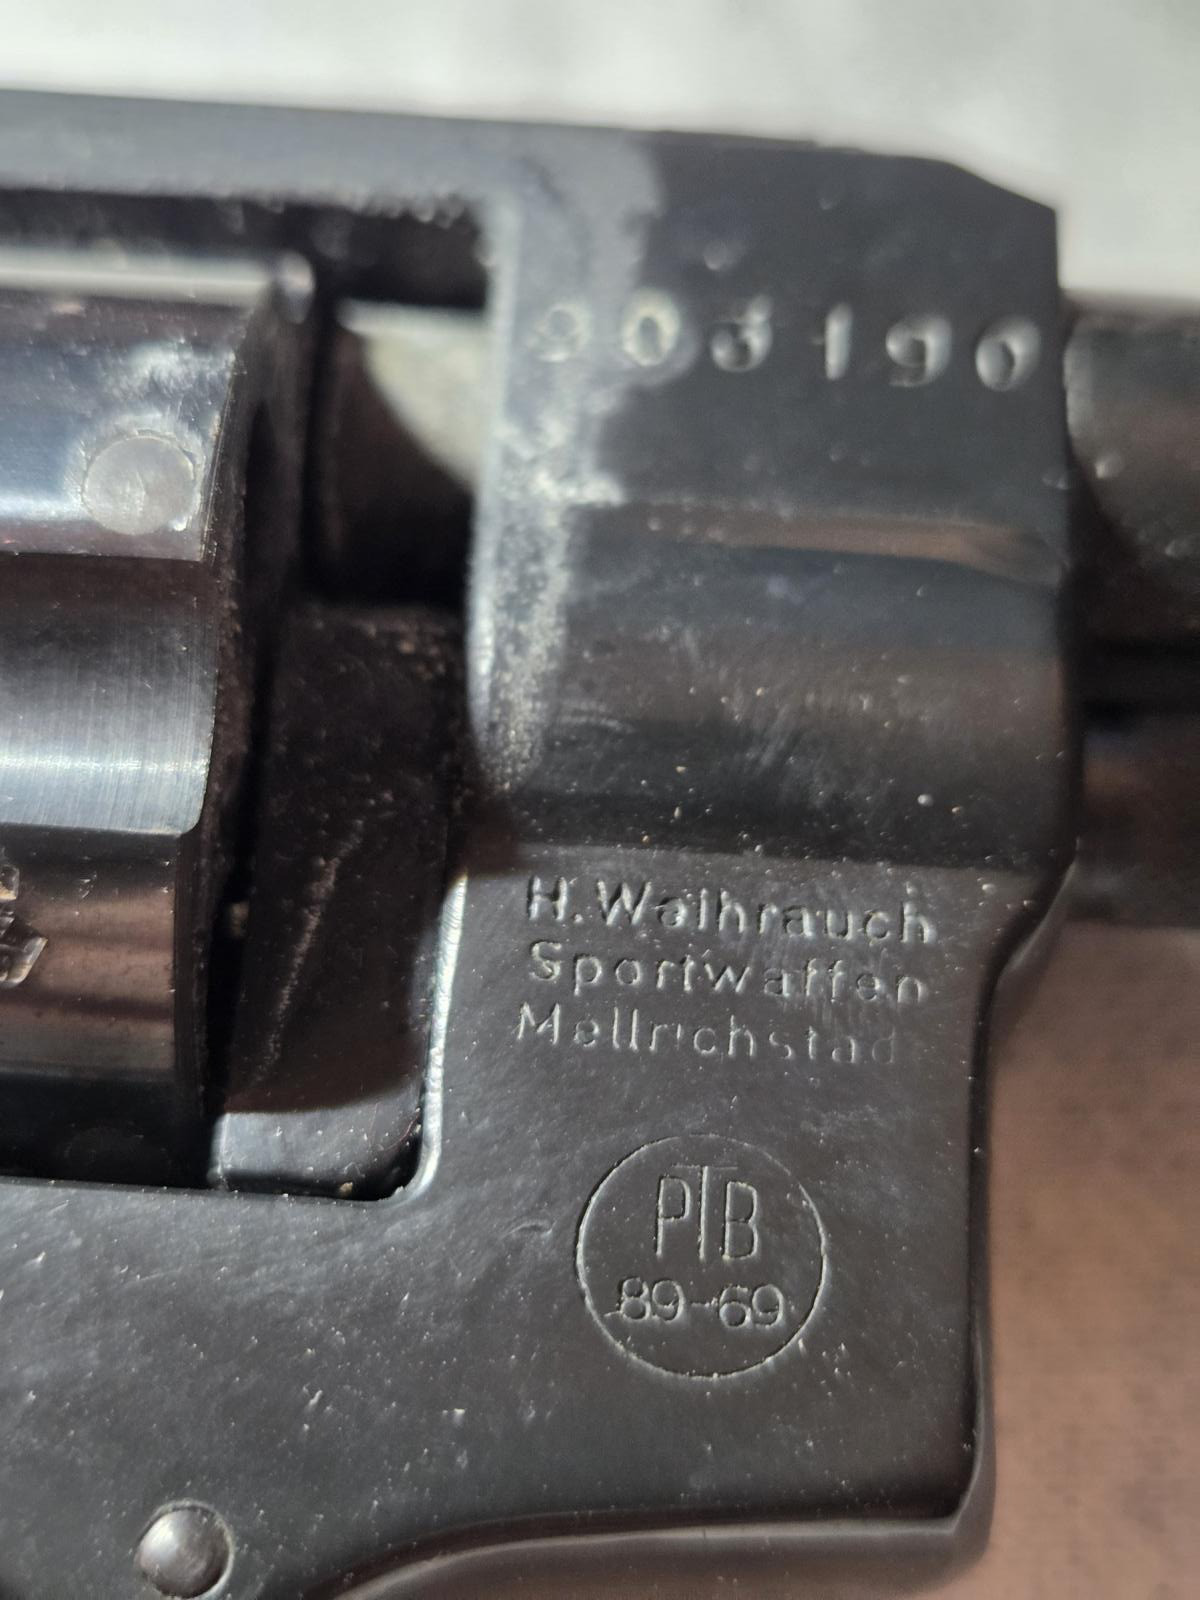 903190
H. Weihrauch
Sportwaffen
Mellrichstad
PTB
89-69